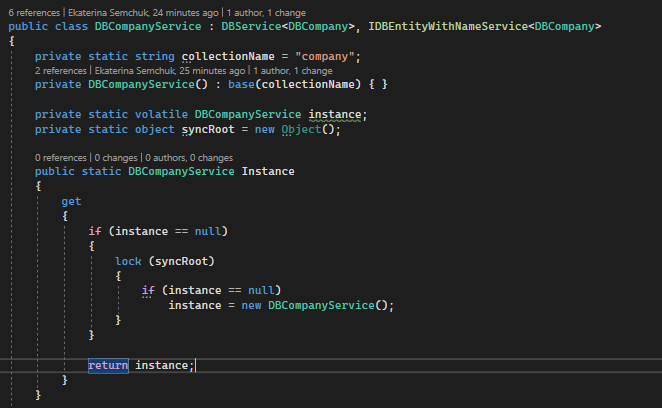 6 references | Ekaterina Semchuk, 24 minutes ago | 1 author, 1 change
public class DBCompanyService : DBService<DBCompany>, IDBEntityWithNameService<DBCompany>
{
private static string collectionName = "company";
2 references | Ekaterina Semchuk, 25 minutes ago | 1 author, 1 change
private DBCompanyService() : base(collectionName) { }
private static volatile DBCompanyService instance;
private static object syncRoot = new Object();
0 references | 0 changes | 0 authors, 0 changes
public static DBCompanyService Instance
{
get
{
if (instance == null)
{
lock (syncRoot)
{
if (instance == null)
instance = new DBCompanyService();
}
}
return instance;
}
}